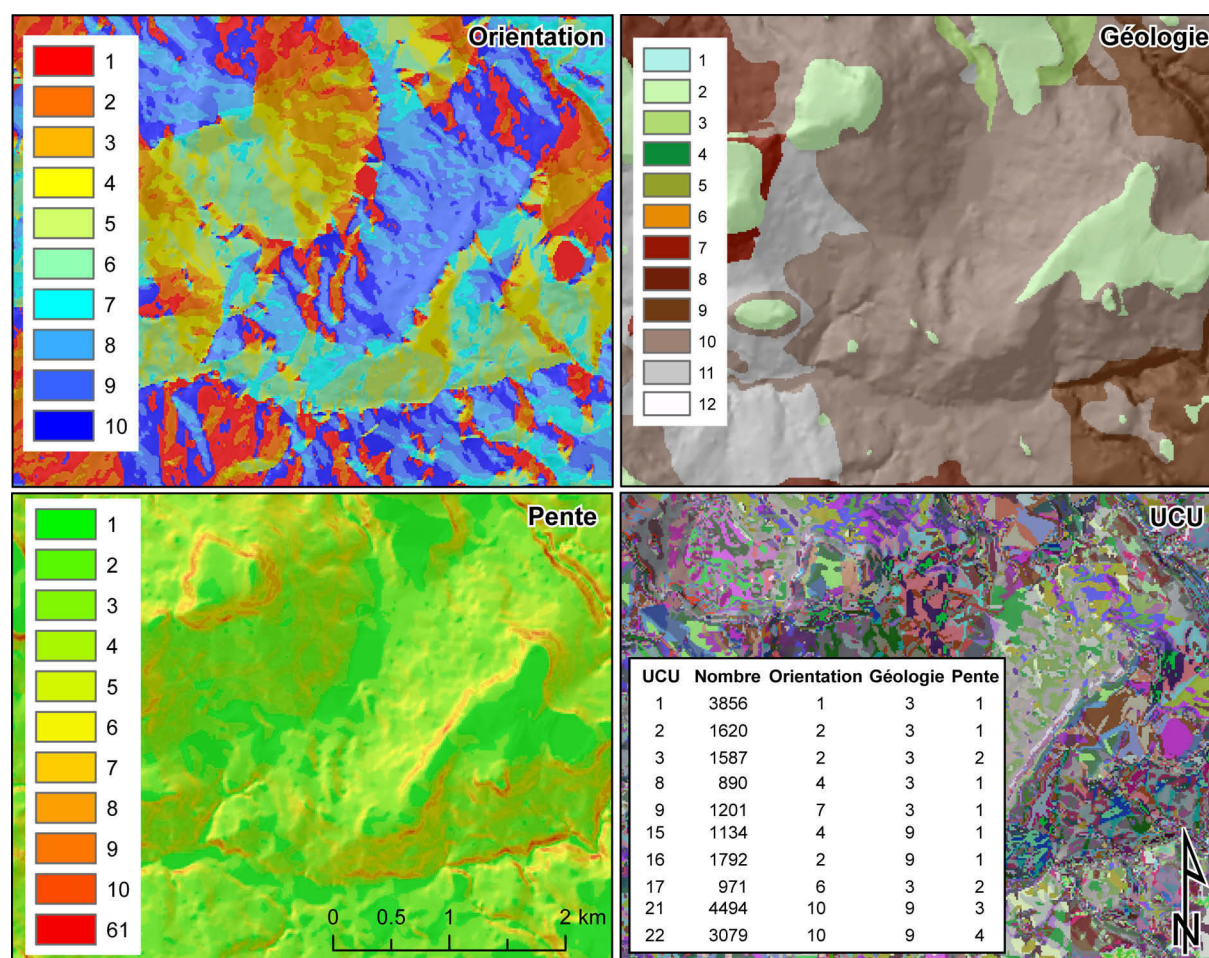 Orientation
1
2
3
4
5
6
7
8
9
10
Géologie
1
2
3
4
5
6
7
8
9
10
11
12
Pente
1
2
3
4
5
6
7
8
9
10
61
0 0.5 1 2 km
UCU
UCU Nombre Orientation Géologie Pente
1 3856 1 3 1
2 1620 2 3 1
3 1587 2 3 2
8 890 4 3 1
9 1201 7 3 1
15 1134 4 9 1
16 1792 2 9 1
17 971 6 3 2
21 4494 10 9 3
22 3079 10 9 4
N